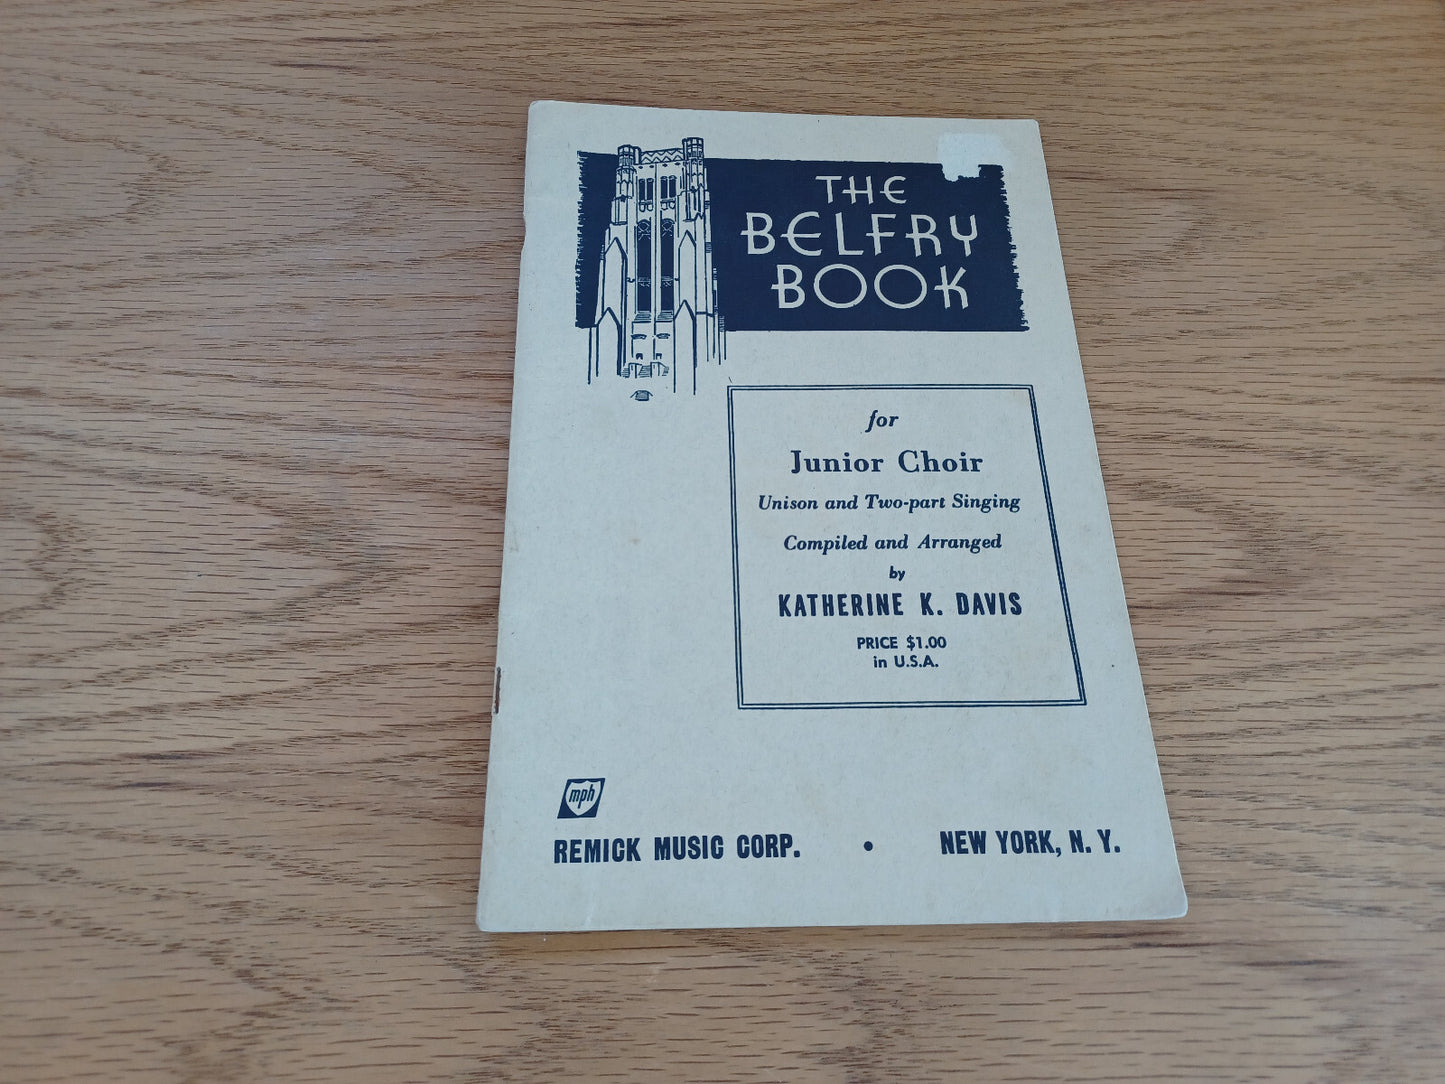 THE
BELFRY
BOOK
for
Junior Choir
Unison and Two-part Singing
Compiled and Arranged
by
KATHERINE K. DAVIS
PRICE $1.00
in U.S.A.
mph
REMICK MUSIC CORP. • NEW YORK, N. Y.